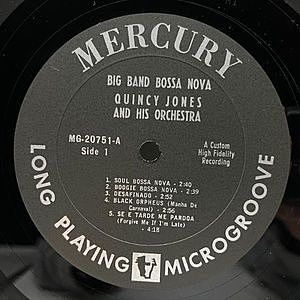 MERCURY
BIG BAND BOSSA NOVA
QUINCY JONES
AND HIS ORCHESTRA
MG-20751-A
Side 1
A Custom
High Fidelity
Recording
1. SOUL BOSSA NOVA - 2:40
2. BOOGIE BOSSA NOVA - 2:39
3. DESAFINADO - 2:52
4. BLACK ORPHEUS (Manha De
Carnaval) - 2:56
5. SE E TARDE ME PARDOA
(Forgive Me If I'm Late)
- 4:18
LONG PLAYING MICROGROOVE